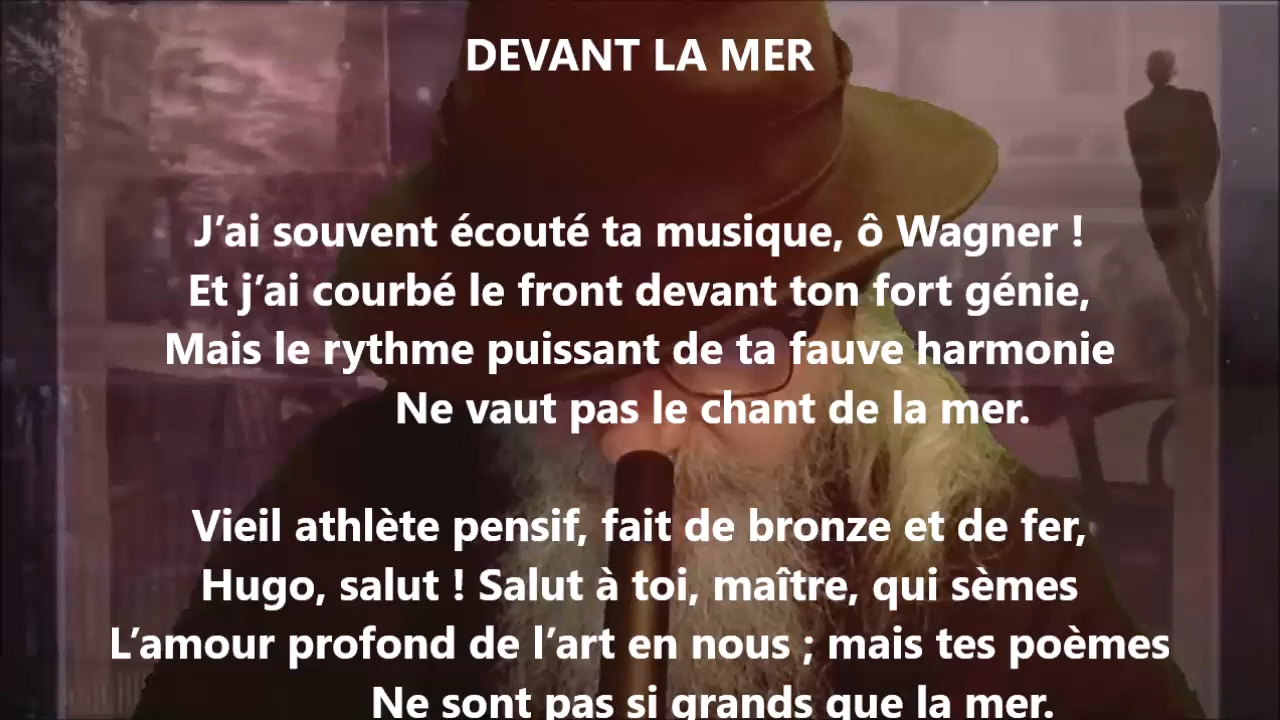 DEVANT LA MER
J’ai souvent écouté ta musique, ô Wagner !
Et j’ai courbé le front devant ton fort génie,
Mais le rythme puissant de ta fauve harmonie
Ne vaut pas le chant de la mer.
Vieil athlète pensif, fait de bronze et de fer,
Hugo, salut ! Salut à toi, maître, qui sèmes
L’amour profond de l’art en nous ; mais tes poèmes
Ne sont pas si grands que la mer.